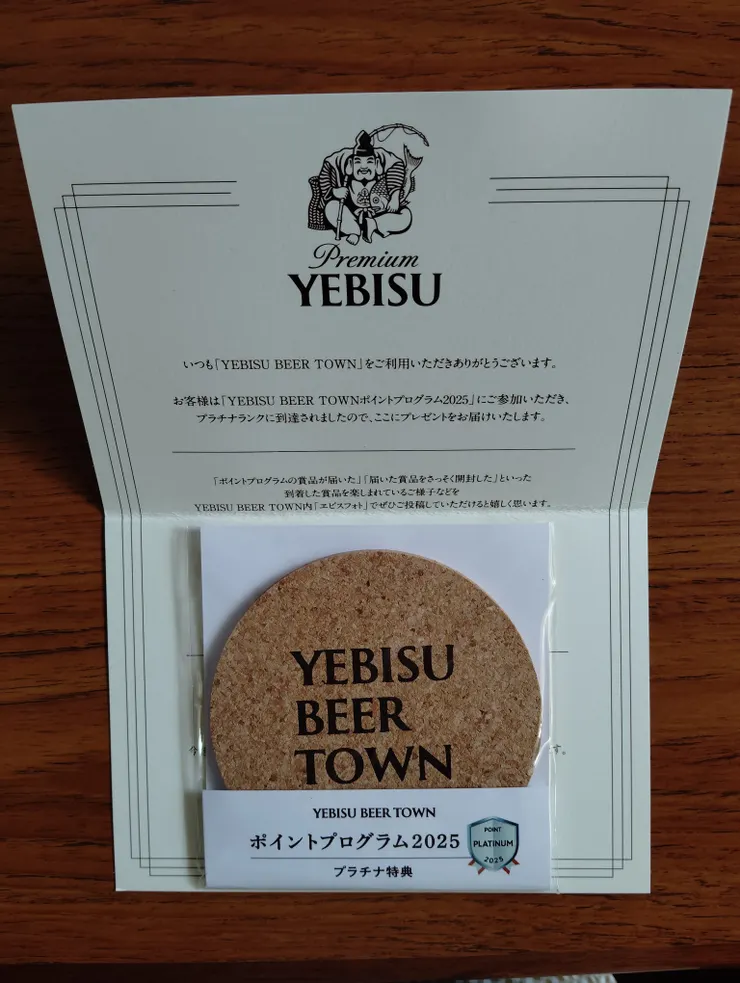 Premium
YEBISU
いつも「YEBISU BEER TOWN」をご利用いただきありがとうございます。
お客様は「YEBISU BEER TOWNポイントプログラム2025」にご参加いただき、
プラチナランクに到達されましたので、ここにプレゼントをお届けいたします。
「ポイントプログラムの賞品が届いた」「届いた賞品をさっそく開封した」といった
到着した賞品を楽しまれているご様子などを
YEBISU BEER TOWN内「ヱビスフォト」でぜひご投稿していただけると嬉しく思います。
YEBISU
BEER
TOWN
YEBISU BEER TOWN
ポイントプログラム2025
プラチナ特典
POINT
PLATINUM
2025
す。